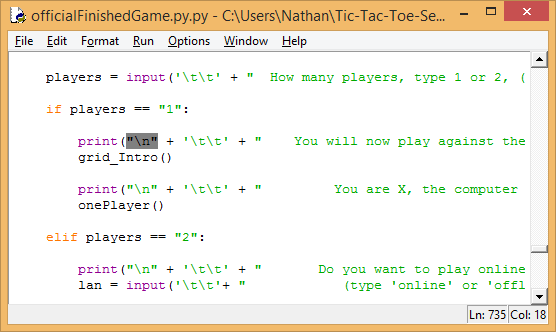 officialFinishedGame.py.py - C:\Users\Nathan\Tic-Tac-Toe-Se...
File Edit Format Run Options Window Help
players = input('\t\t' + "  How many players, type 1 or 2, (
if players == "1":
print("\n" + '\t\t' + "    You will now play against the
grid_Intro()
print("\n" + '\t\t' + "          You are X, the computer
onePlayer()
elif players == "2":
print("\n" + '\t\t' + "        Do you want to play online
lan = input('\t\t'+ "              (type 'online' or 'offl
Ln: 735 Col: 18